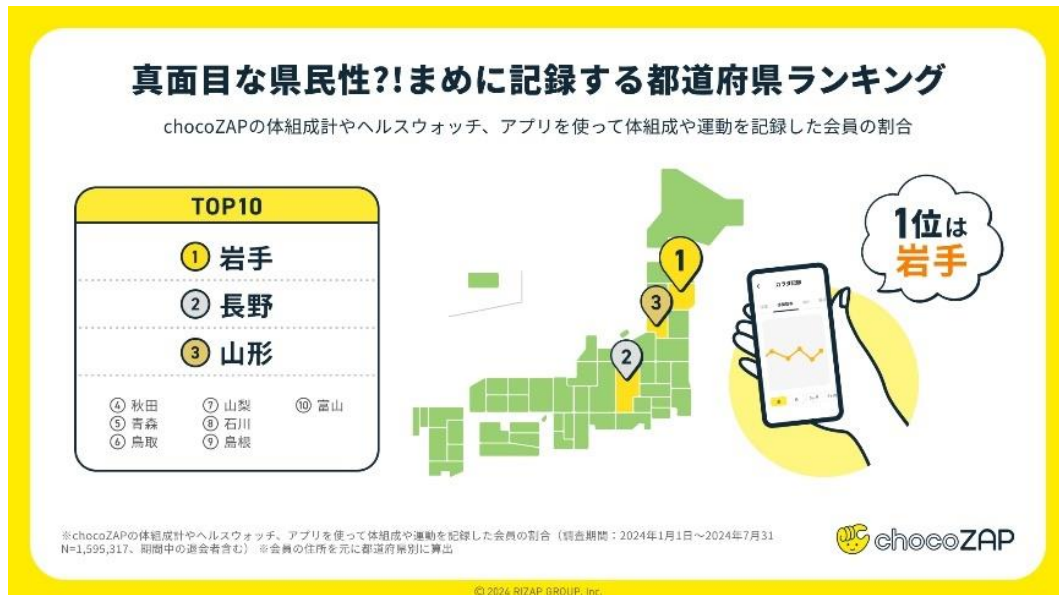 真面目な県民性?!まめに記録する都道府県ランキング
chocoZAPの体組成計やヘルスウォッチ、アプリを使って体組成や運動を記録した会員の割合
TOP10
1 岩手
2 長野
3 山形
④ 秋田
⑤ 青森
⑥ 鳥取
⑦ 山梨
⑧ 石川
⑨ 島根
⑩ 富山
1
3
2
1位は
岩手
カラダ記録
※chocoZAPの体組成計やヘルスウォッチ、アプリを使って体組成や運動を記録した会員の割合（調査期間：2024年1月1日～2024年7月31
N=1,595,317、期間中の退会者含む） ※会員の住所を元に都道府県別に算出
chocoZAP
© 2024 RIZAP GROUP, Inc.